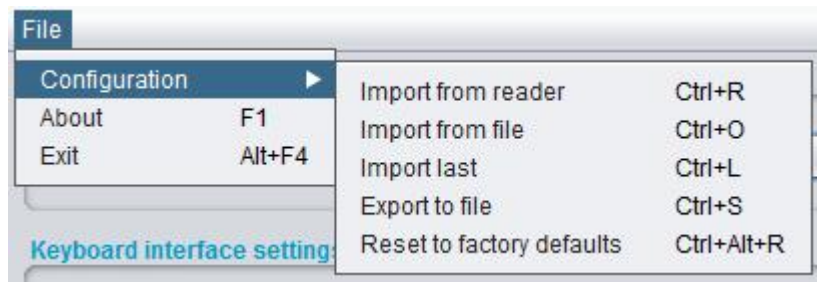 File
Configuration
About F1
Exit Alt+F4
Import from reader Ctrl+R
Import from file Ctrl+O
Import last Ctrl+L
Export to file Ctrl+S
Reset to factory defaults Ctrl+Alt+R
Keyboard interface settings